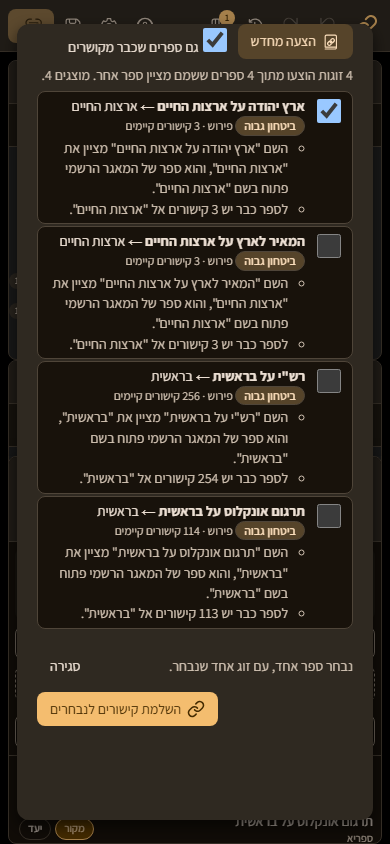 1
הצעה מחדש
גם ספרים שכבר מקושרים
4 זוגות הוצעו מתוך 4 ספרים ששמם מציין ספר אחר. מוצגים 4.
ארץ יהודה על ארצות החיים ← ארצות החיים
ביטחון גבוה פירוש · 3 קישורים קיימים
השם "ארץ יהודה על ארצות החיים" מציין את
"ארצות החיים", והוא ספר של המאגר הרשמי
פתוח בשם "ארצות החיים".
לספר כבר יש 3 קישורים אל "ארצות החיים".
המאיר לארץ על ארצות החיים ← ארצות החיים
ביטחון גבוה פירוש · 3 קישורים קיימים
השם "המאיר לארץ על ארצות החיים" מציין את
"ארצות החיים", והוא ספר של המאגר הרשמי
פתוח בשם "ארצות החיים".
לספר כבר יש 3 קישורים אל "ארצות החיים".
רש"י על בראשית ← בראשית
ביטחון גבוה פירוש · 256 קישורים קיימים
השם "רש"י על בראשית" מציין את "בראשית",
והוא ספר של המאגר הרשמי פתוח בשם
"בראשית".
לספר כבר יש 254 קישורים אל "בראשית".
תרגום אונקלוס על בראשית ← בראשית
ביטחון גבוה פירוש · 114 קישורים קיימים
השם "תרגום אונקלוס על בראשית" מציין את
"בראשית", והוא ספר של המאגר הרשמי פתוח
בשם "בראשית".
לספר כבר יש 113 קישורים אל "בראשית".
נבחר ספר אחד, עם זוג אחד שנבחר.
סגירה
השלמת קישורים לנבחרים
תרגום אונקלוס על בראשית
מקור
יעד
ספריא